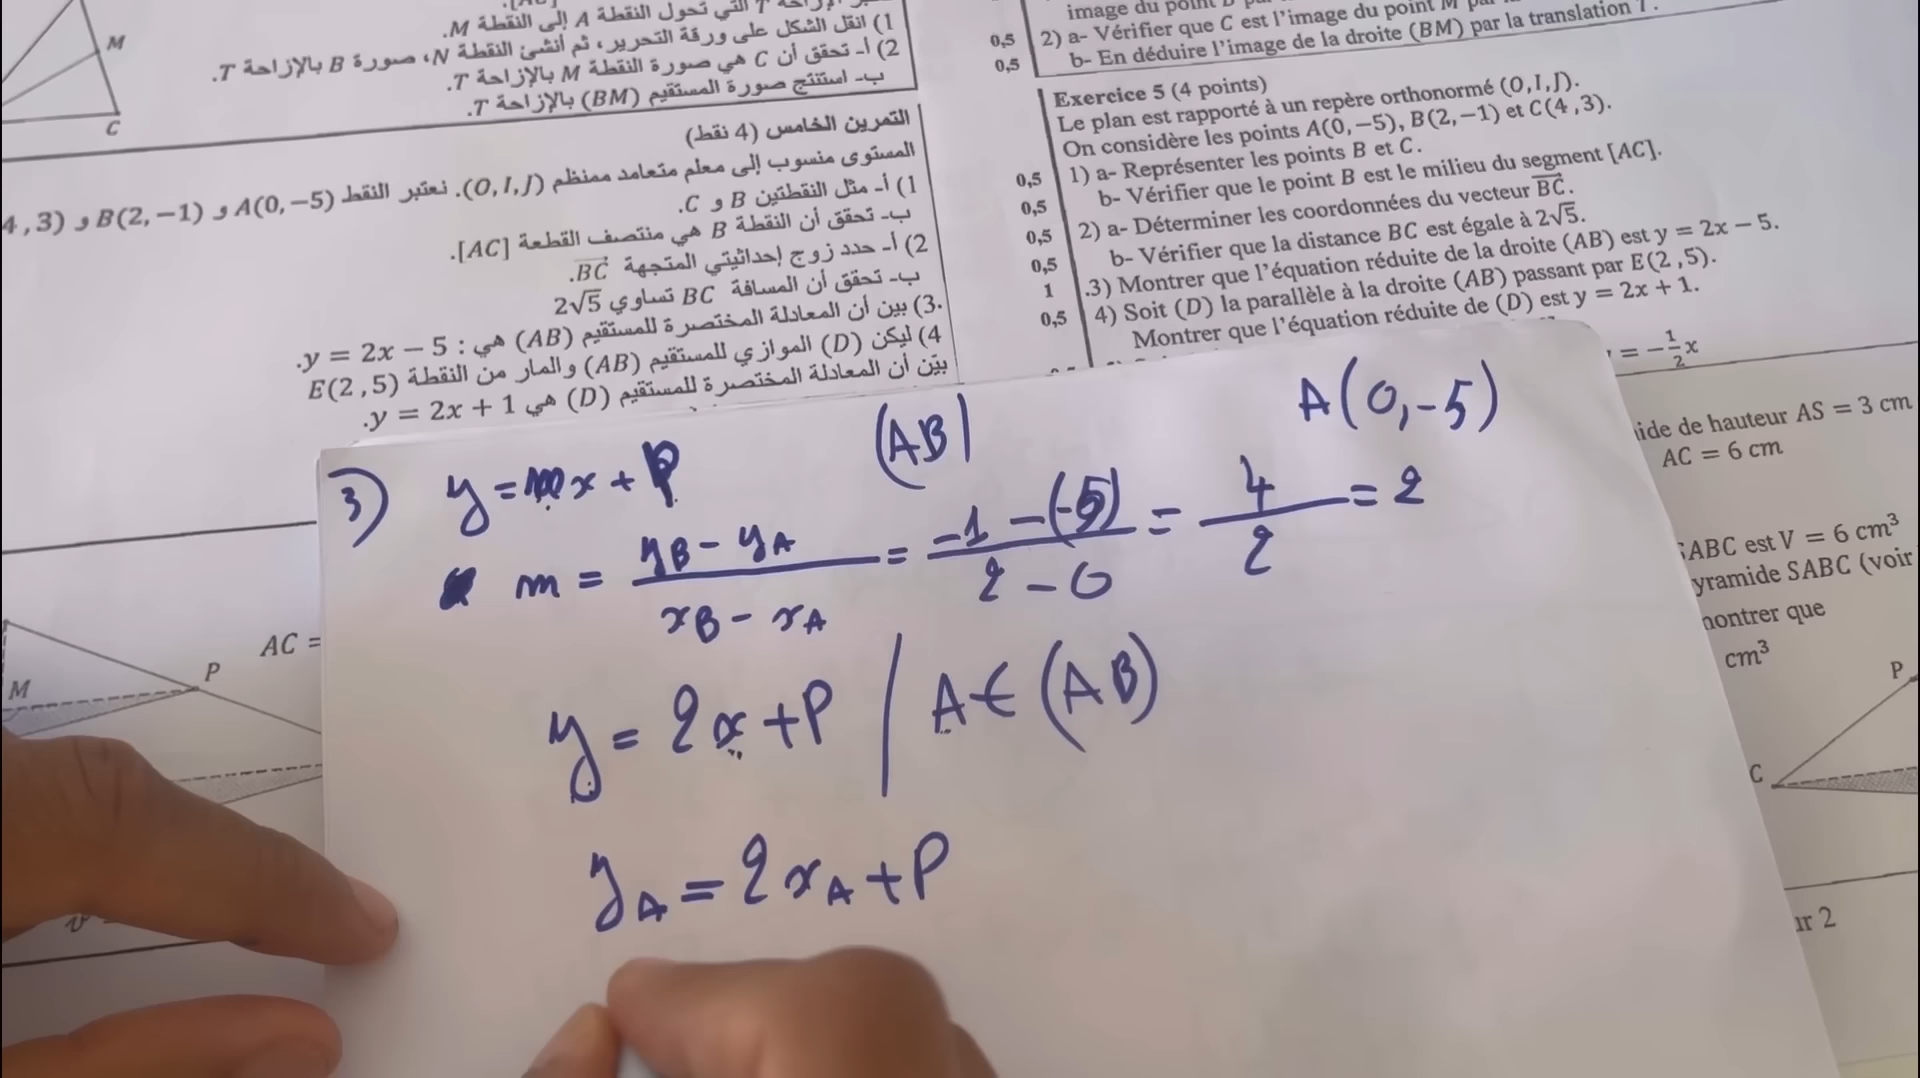 1) انقل الشكل على ورقة التحرير، ثم أنشئ النقطة N، صورة B بالإزاحة T.
2) أ- تحقق أن C هي صورة النقطة M بالإزاحة T.
ب- استنتج صورة المستقيم (BM) بالإزاحة T.
M
C
التمرين الخامس (4 نقط)
المستوى منسوب إلى معلم متعامد ممنظم (O, I, J). نعتبر النقط A(0, −5) و B(2, −1) و 4 , 3)
1) أ- مثل النقطتين B و C.
ب- تحقق أن النقطة B هي منتصف القطعة [AC].
2) أ- حدد زوج إحداثيتي المتجهة BC.
ب- تحقق أن المسافة BC تساوي 2√5
3. بين أن المعادلة المختصرة للمستقيم (AB) هي : y = 2x − 5.
4) ليكن (D) الموازي للمستقيم (AB) والمار من النقطة E(2 , 5)
بيّن أن المعادلة المختصرة للمستقيم (D) هي y = 2x + 1.
image du point
0,5 2) a- Vérifier que C est l'image du point M
0,5 b- En déduire l'image de la droite (BM) par la translation T.
Exercice 5 (4 points)
Le plan est rapporté à un repère orthonormé (O, I, J).
On considère les points A(0, −5), B(2, −1) et C(4 , 3).
0,5 1) a- Représenter les points B et C.
0,5 b- Vérifier que le point B est le milieu du segment [AC].
0,5 2) a- Déterminer les coordonnées du vecteur BC.
0,5 b- Vérifier que la distance BC est égale à 2√5.
1 .3) Montrer que l'équation réduite de la droite (AB) est y = 2x − 5.
0,5 4) Soit (D) la parallèle à la droite (AB) passant par E(2 , 5).
Montrer que l'équation réduite de (D) est y = 2x + 1.
= −1/2 x
3) y = mx + P (AB) A(0,-5)
m = (yB - yA)/(xB - xA) = (-1 - (-5))/(2 - 0) = 4/2 = 2
y = 2x + P / A ∈ (AB)
yA = 2xA + P
AC =
M
P
ide de hauteur AS = 3 cm
AC = 6 cm
ABC est V = 6 cm³
yramide SABC (voir
montrer que
cm³
P
C
ur 2